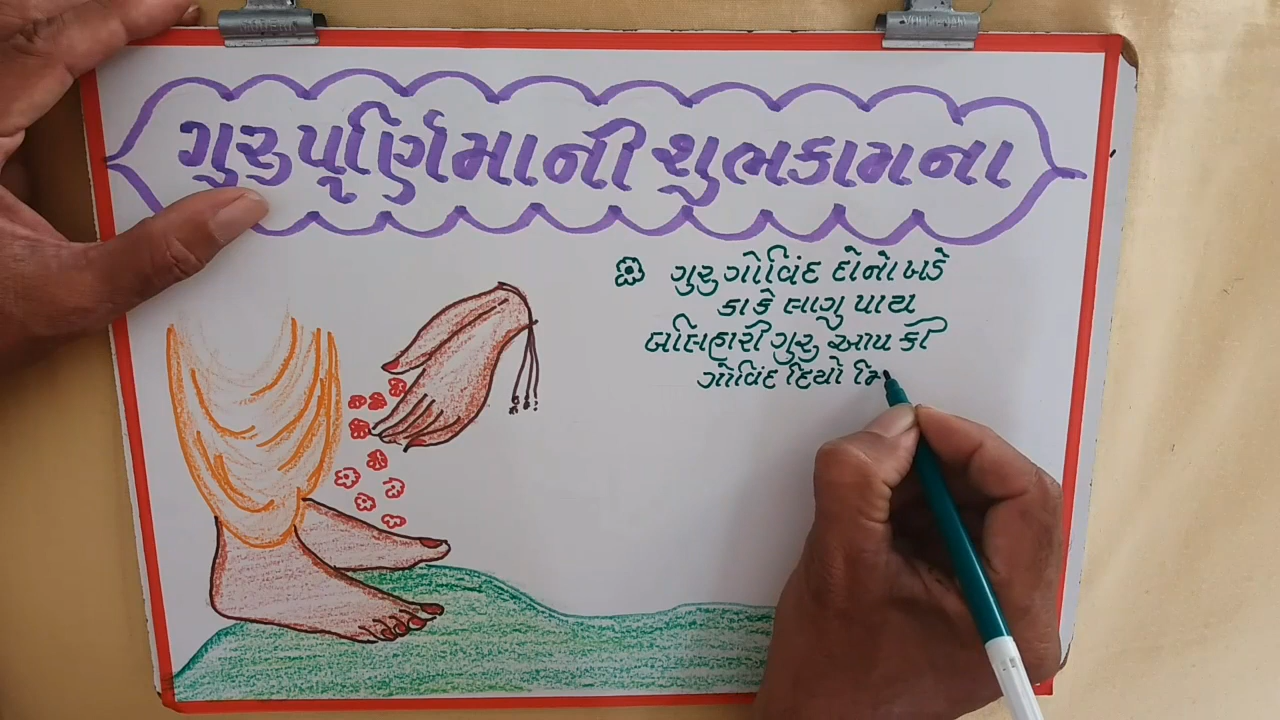 ગુરુપૂર્ણિમાની શુભકામના
ગુરુ ગોવિંદ દોનો ખડે
કાકે લાગુ પાય
બલિહારી ગુરુ આપ કી
ગોવિંદ દિયો મિ